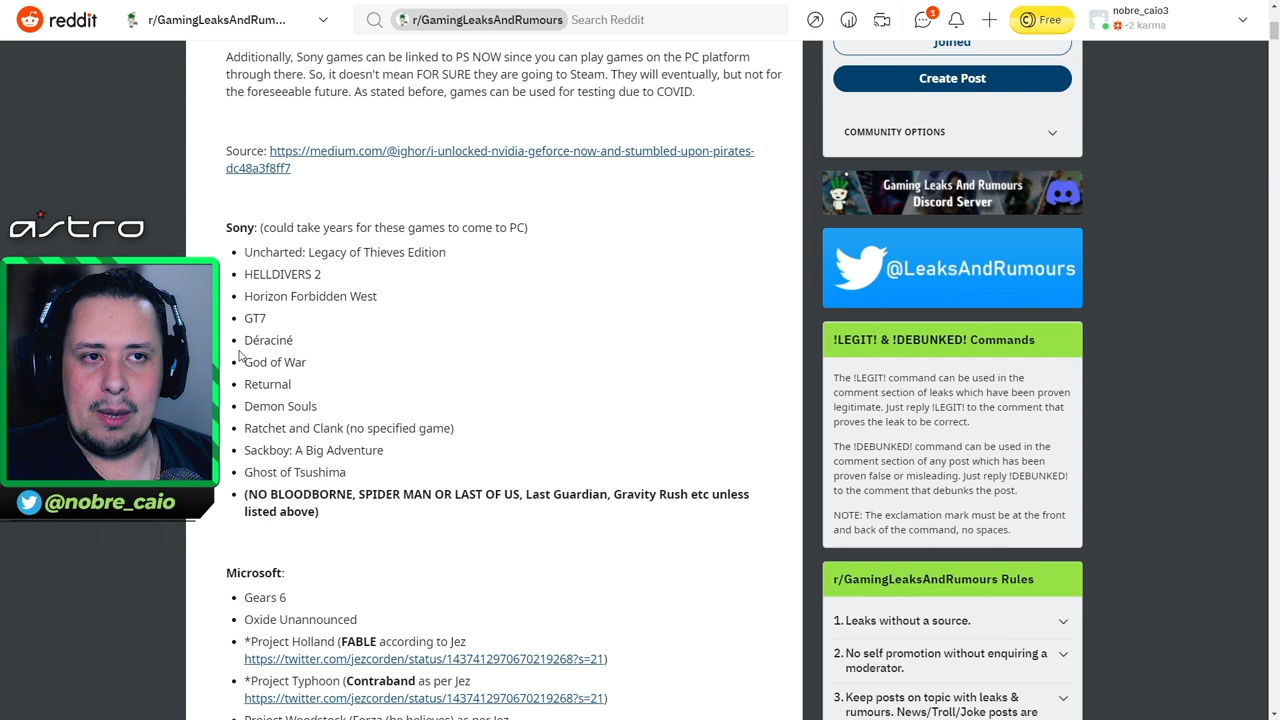 reddit
r/GamingLeaksAndRum...
r/GamingLeaksAndRumours
Search Reddit
1
Free
nobre_caio3
-2 karma
Additionally, Sony games can be linked to PS NOW since you can play games on the PC platform
through there. So, it doesn't mean FOR SURE they are going to Steam. They will eventually, but not for
the foreseeable future. As stated before, games can be used for testing due to COVID.
Source: https://medium.com/@ighor/i-unlocked-nvidia-geforce-now-and-stumbled-upon-pirates-
dc48a3f8ff7
Sony: (could take years for these games to come to PC)
Uncharted: Legacy of Thieves Edition
HELLDIVERS 2
Horizon Forbidden West
GT7
Déraciné
God of War
Returnal
Demon Souls
Ratchet and Clank (no specified game)
Sackboy: A Big Adventure
Ghost of Tsushima
(NO BLOODBORNE, SPIDER MAN OR LAST OF US, Last Guardian, Gravity Rush etc unless
listed above)
Microsoft:
Gears 6
Oxide Unannounced
*Project Holland (FABLE according to Jez
https://twitter.com/jezcorden/status/1437412970670219268?s=21)
*Project Typhoon (Contraband as per Jez
https://twitter.com/jezcorden/status/1437412970670219268?s=21)
Project Woodstock (Forza (he believes) as per Jez
astro
@nobre_caio
Joined
Create Post
COMMUNITY OPTIONS
Gaming Leaks And Rumours
Discord Server
@LeaksAndRumours
!LEGIT! & !DEBUNKED! Commands
The !LEGIT! command can be used in the
comment section of leaks which have been proven
legitimate. Just reply !LEGIT! to the comment that
proves the leak to be correct.
The !DEBUNKED! command can be used in the
comment section of any post which has been
proven false or misleading. Just reply !DEBUNKED!
to the comment that debunks the post.
NOTE: The exclamation mark must be at the front
and back of the command, no spaces.
r/GamingLeaksAndRumours Rules
1. Leaks without a source.
2. No self promotion without enquiring a
moderator.
3. Keep posts on topic with leaks &
rumours. News/Troll/Joke posts are